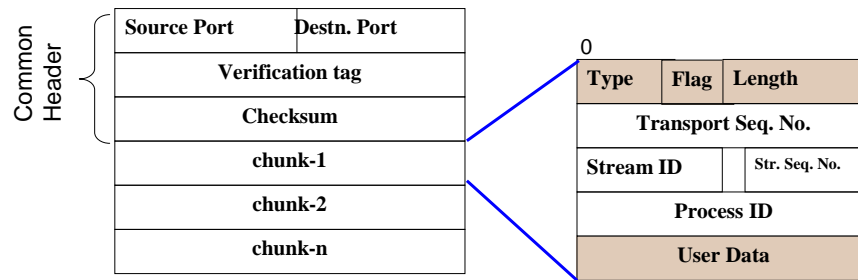 Common Header
Source Port Destn. Port
Verification tag
Checksum
chunk-1
chunk-2
chunk-n
0
Type Flag Length
Transport Seq. No.
Stream ID Str. Seq. No.
Process ID
User Data